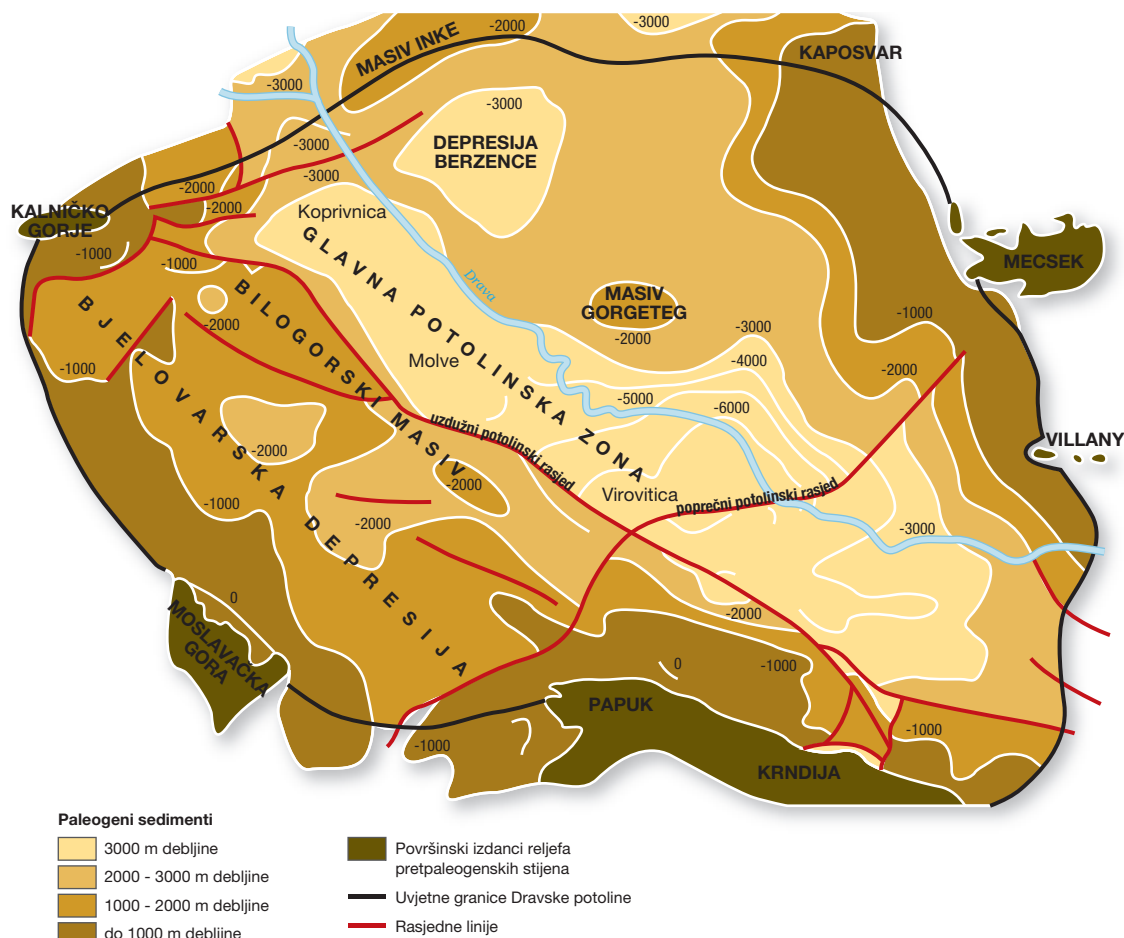 -3000
-2000
MASIV INKE
KAPOSVAR
-3000
-3000
DEPRESIJA
BERZENCE
-3000
-3000
-2000
-2000
KALNIČKO
GORJE
Koprivnica
-1000
-1000
MECSEK
GLAVNA POTOLINSKA ZONA
Drava
BILOGORSKI MASIV
BJELOVARSKA DEPRESIJA
MASIV
GORGETEG
-2000
-2000
-3000
-1000
-4000
Molve
-1000
-2000
-5000
-6000
uzdužni potolinski rasjed
VILLANY
-2000
-2000
Virovitica
poprečni potolinski rasjed
-1000
-2000
-3000
0
MOSLAVAČKA
GORA
-2000
0
-1000
PAPUK
-1000
-1000
KRNDIJA
Paleogeni sedimenti
3000 m debljine
2000 - 3000 m debljine
1000 - 2000 m debljine
do 1000 m debljine
Površinski izdanci reljefa
pretpaleogenskih stijena
Uvjetne granice Dravske potoline
Rasjedne linije